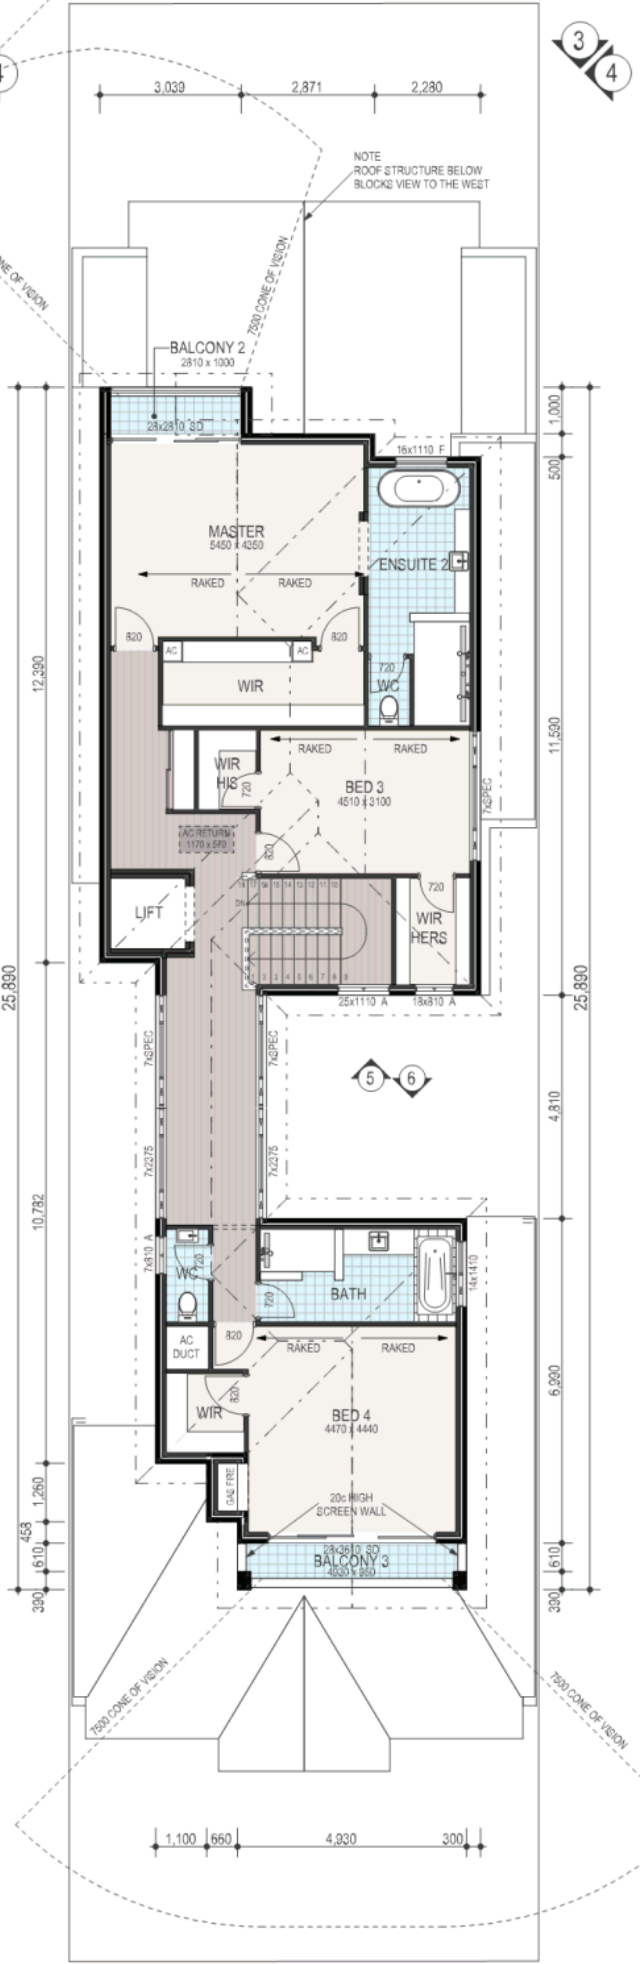 3
4
4
3,039
2,871
2,280
NOTE
ROOF STRUCTURE BELOW
BLOCKS VIEW TO THE WEST
7500 CONE OF VISION
NE OF VISION
BALCONY 2
2810 x 1000
28x2810 SD
1,000
500
16x1110 F
MASTER
5450 x 4350
ENSUITE 2
RAKED
RAKED
820
820
AC
AC
720
WC
WIR
12,390
11,590
RAKED
RAKED
WIR
HIS
720
BED 3
4510 x 3100
7xSPEC
AC RETURN
1170 x 570
820
720
LIFT
DN
WIR
HERS
25x1110 A
18x810 A
25,890
25,890
7xSPEC
7xSPEC
5
6
4,810
7x2375
7x2375
10,782
7x810 A
WC
720
720
BATH
14x1410
AC
DUCT
820
RAKED
RAKED
6,990
WIR
820
BED 4
4470 x 4440
GAS FIRE
20c HIGH
SCREEN WALL
1,260
458
610
390
28x3610 SD
BALCONY 3
4930 x 950
610
390
7500 CONE OF VISION
7500 CONE OF VISION
1,100
660
4,930
300